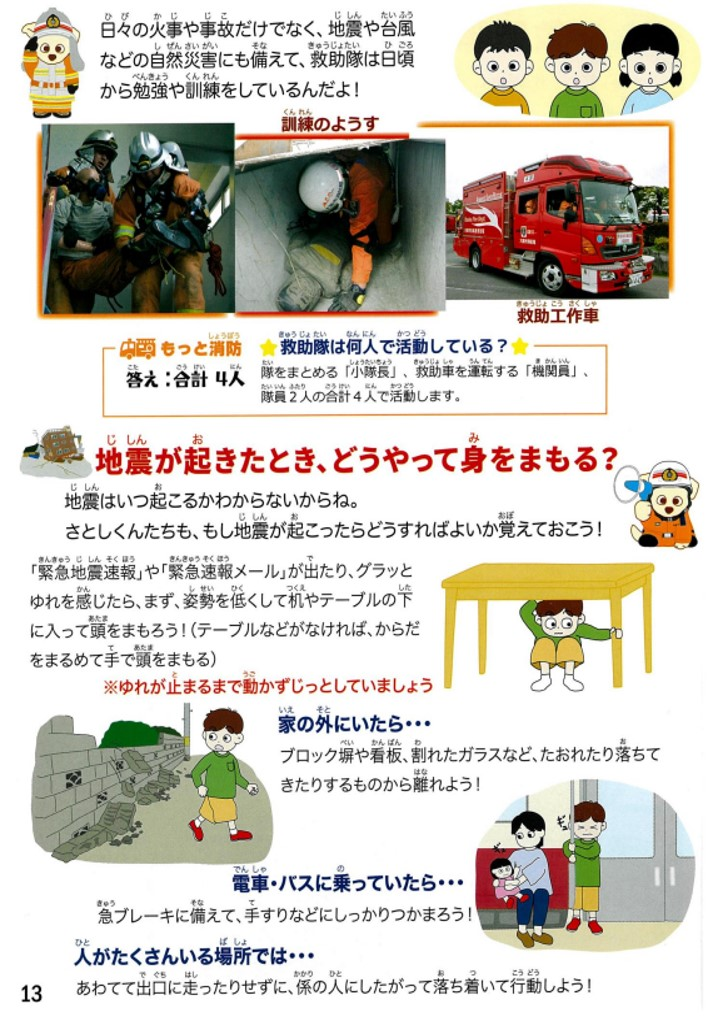 日々の火事や事故だけでなく、地震や台風
などの自然災害にも備えて、救助隊は日頃
から勉強や訓練をしているんだよ！
訓練のようす
救助工作車
もっと消防
答え：合計 4人
救助隊は何人で活動している？
隊をまとめる「小隊長」、救助車を運転する「機関員」、
隊員2人の合計4人で活動します。
地震が起きたとき、どうやって身をまもる？
地震はいつ起こるかわからないからね。
さとしくんたちも、もし地震が起こったらどうすればよいか覚えておこう！
「緊急地震速報」や「緊急速報メール」が出たり、グラッと
ゆれを感じたら、まず、姿勢を低くして机やテーブルの下
に入って頭をまもろう！（テーブルなどがなければ、からだ
をまるめて手で頭をまもる）
※ゆれが止まるまで動かずじっとしていましょう
家の外にいたら・・・
ブロック塀や看板、割れたガラスなど、たおれたり落ちて
きたりするものから離れよう！
電車・バスに乗っていたら・・・
急ブレーキに備えて、手すりなどにしっかりつかまろう！
人がたくさんいる場所では・・・
あわてて出口に走ったりせずに、係の人にしたがって落ち着いて行動しよう！
13